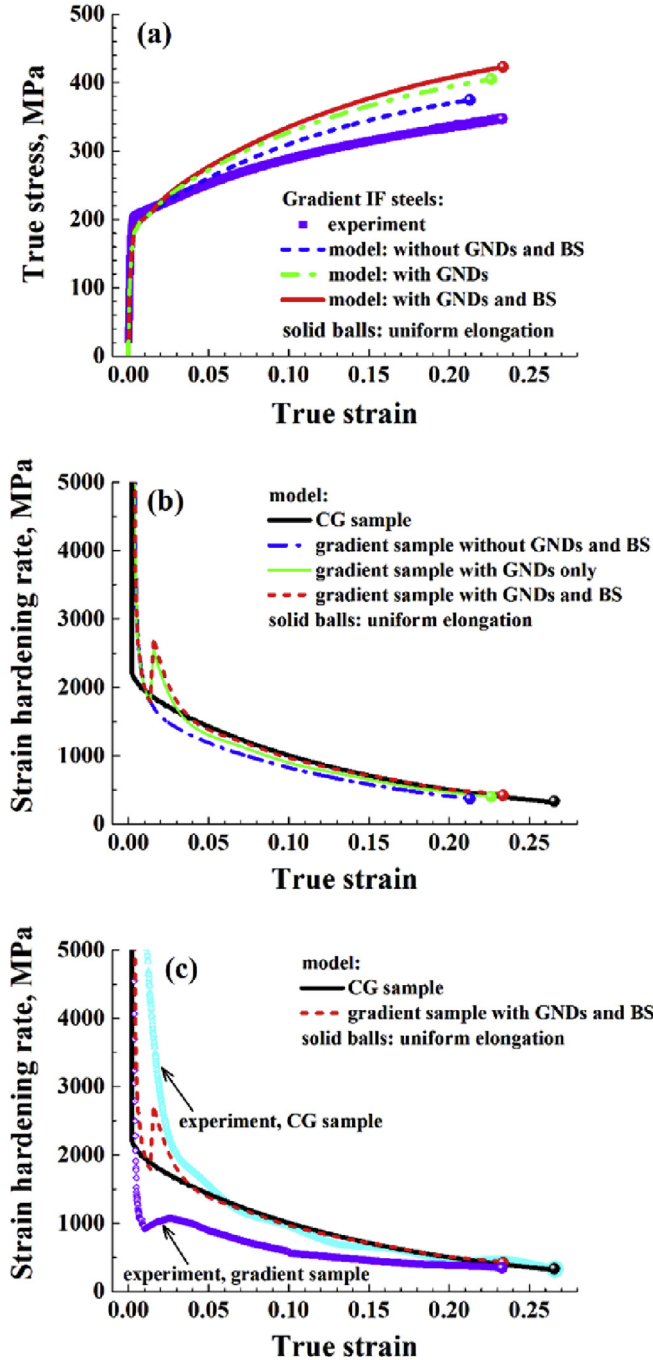 (a)
True stress, MPa
500
400
300
200
100
0
Gradient IF steels:
experiment
model: without GNDs and BS
model: with GNDs
model: with GNDs and BS
solid balls: uniform elongation
0.00 0.05 0.10 0.15 0.20 0.25
True strain
(b)
Strain hardening rate, MPa
5000
4000
3000
2000
1000
0
model:
CG sample
gradient sample without GNDs and BS
gradient sample with GNDs only
gradient sample with GNDs and BS
solid balls: uniform elongation
0.00 0.05 0.10 0.15 0.20 0.25
True strain
(c)
Strain hardening rate, MPa
5000
4000
3000
2000
1000
0
model:
CG sample
gradient sample with GNDs and BS
solid balls: uniform elongation
experiment, CG sample
experiment, gradient sample
0.00 0.05 0.10 0.15 0.20 0.25
True strain